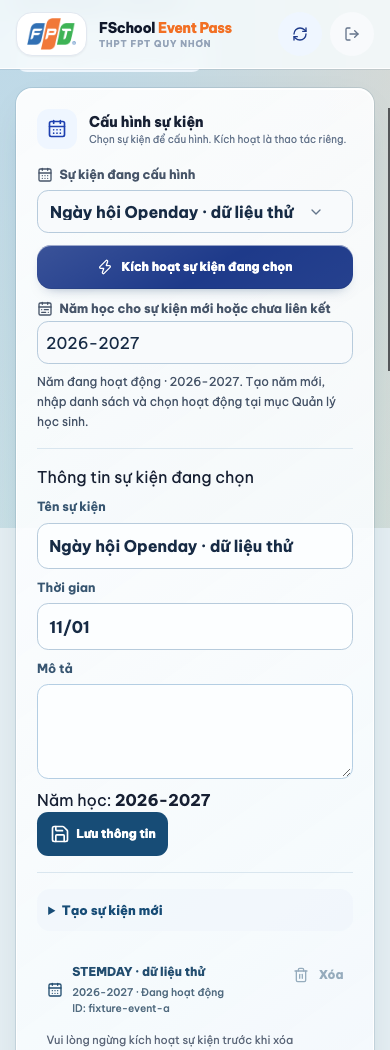 FPT
FSchool Event Pass
THPT FPT QUY NHƠN
Cấu hình sự kiện
Chọn sự kiện để cấu hình. Kích hoạt là thao tác riêng.
Sự kiện đang cấu hình
Ngày hội Openday · dữ liệu thử
Kích hoạt sự kiện đang chọn
Năm học cho sự kiện mới hoặc chưa liên kết
2026-2027
Năm đang hoạt động · 2026-2027. Tạo năm mới,
nhập danh sách và chọn hoạt động tại mục Quản lý
học sinh.
Thông tin sự kiện đang chọn
Tên sự kiện
Ngày hội Openday · dữ liệu thử
Thời gian
11/01
Mô tả
Năm học: 2026-2027
Lưu thông tin
Tạo sự kiện mới
STEMDAY · dữ liệu thử
2026-2027 · Đang hoạt động
ID: fixture-event-a
Xóa
Vui lòng ngừng kích hoạt sự kiện trước khi xóa